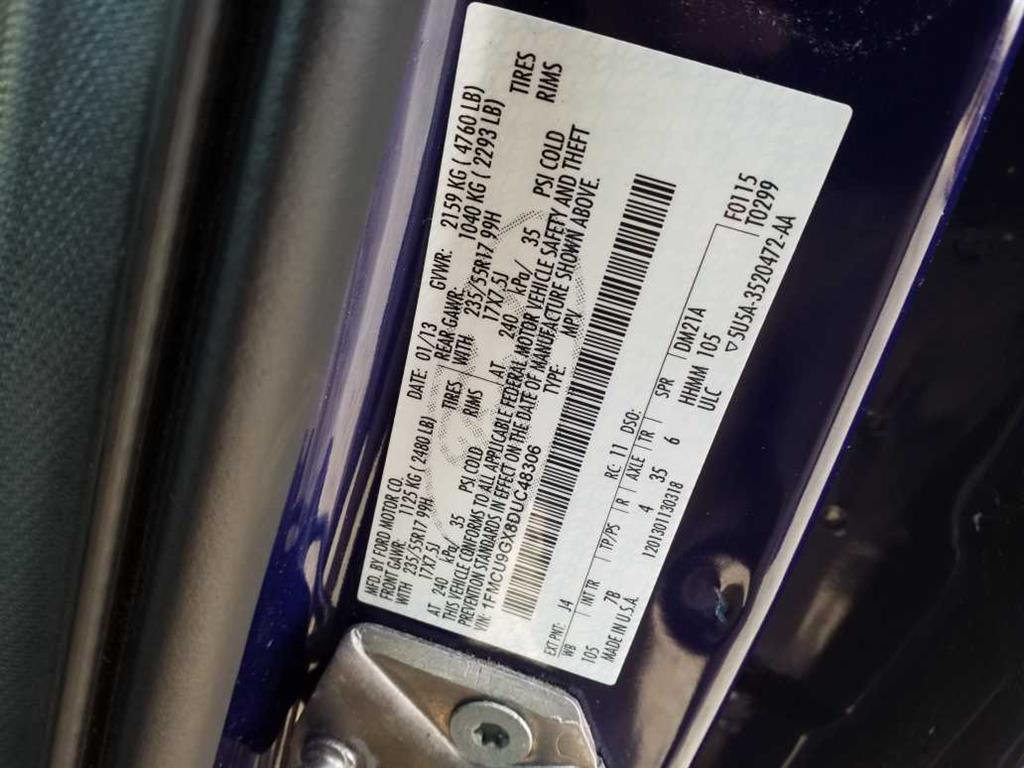 MFD. BY FORD MOTOR CO. DATE: 01/13 GVWR: 2159 KG ( 4760 LB)
FRONT GAWR: 1125 KG ( 2480 LB) REAR GAWR: 1040 KG ( 2293 LB)
WITH 235/55R17 99H TIRES WITH 235/55R17 99H TIRES
17X7.5J RIMS 17X7.5J RIMS
AT 240 kPa/ 35 PSI COLD AT 240 kPa/ 35 PSI COLD
THIS VEHICLE CONFORMS TO ALL APPLICABLE FEDERAL MOTOR VEHICLE SAFETY AND THEFT
PREVENTION STANDARDS IN EFFECT ON THE DATE OF MANUFACTURE SHOWN ABOVE.
VIN: 1FMCU9GX8DUC48306 TYPE MPV
F0115
T0299
EXT PNT: J4 RC: 11 DSO:
WB INT TR TP/PS R AXLE TR SPR DM21A
105 7B 4 35 6 HHMM 105
MADE IN U.S.A. 1201301130318 ULC ▽5U5A-3520472-AA